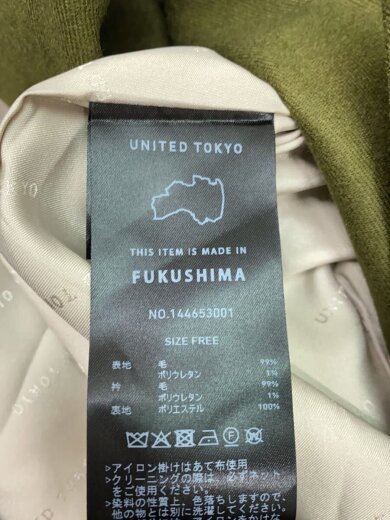 UNITED TOKYO
THIS ITEM IS MADE IN
FUKUSHIMA
NO.144653001
SIZE FREE
表地 毛 99%
ポリウレタン 1%
衿 毛 99%
ポリウレタン 1%
裏地 ポリエステル 100%
>アイロン掛けはあて布使用
>クリーニングの際は必ずネット
をご使用ください。
>染料の性質上、色落ちしますので
他の物とは別に洗濯してください。
TOKYO